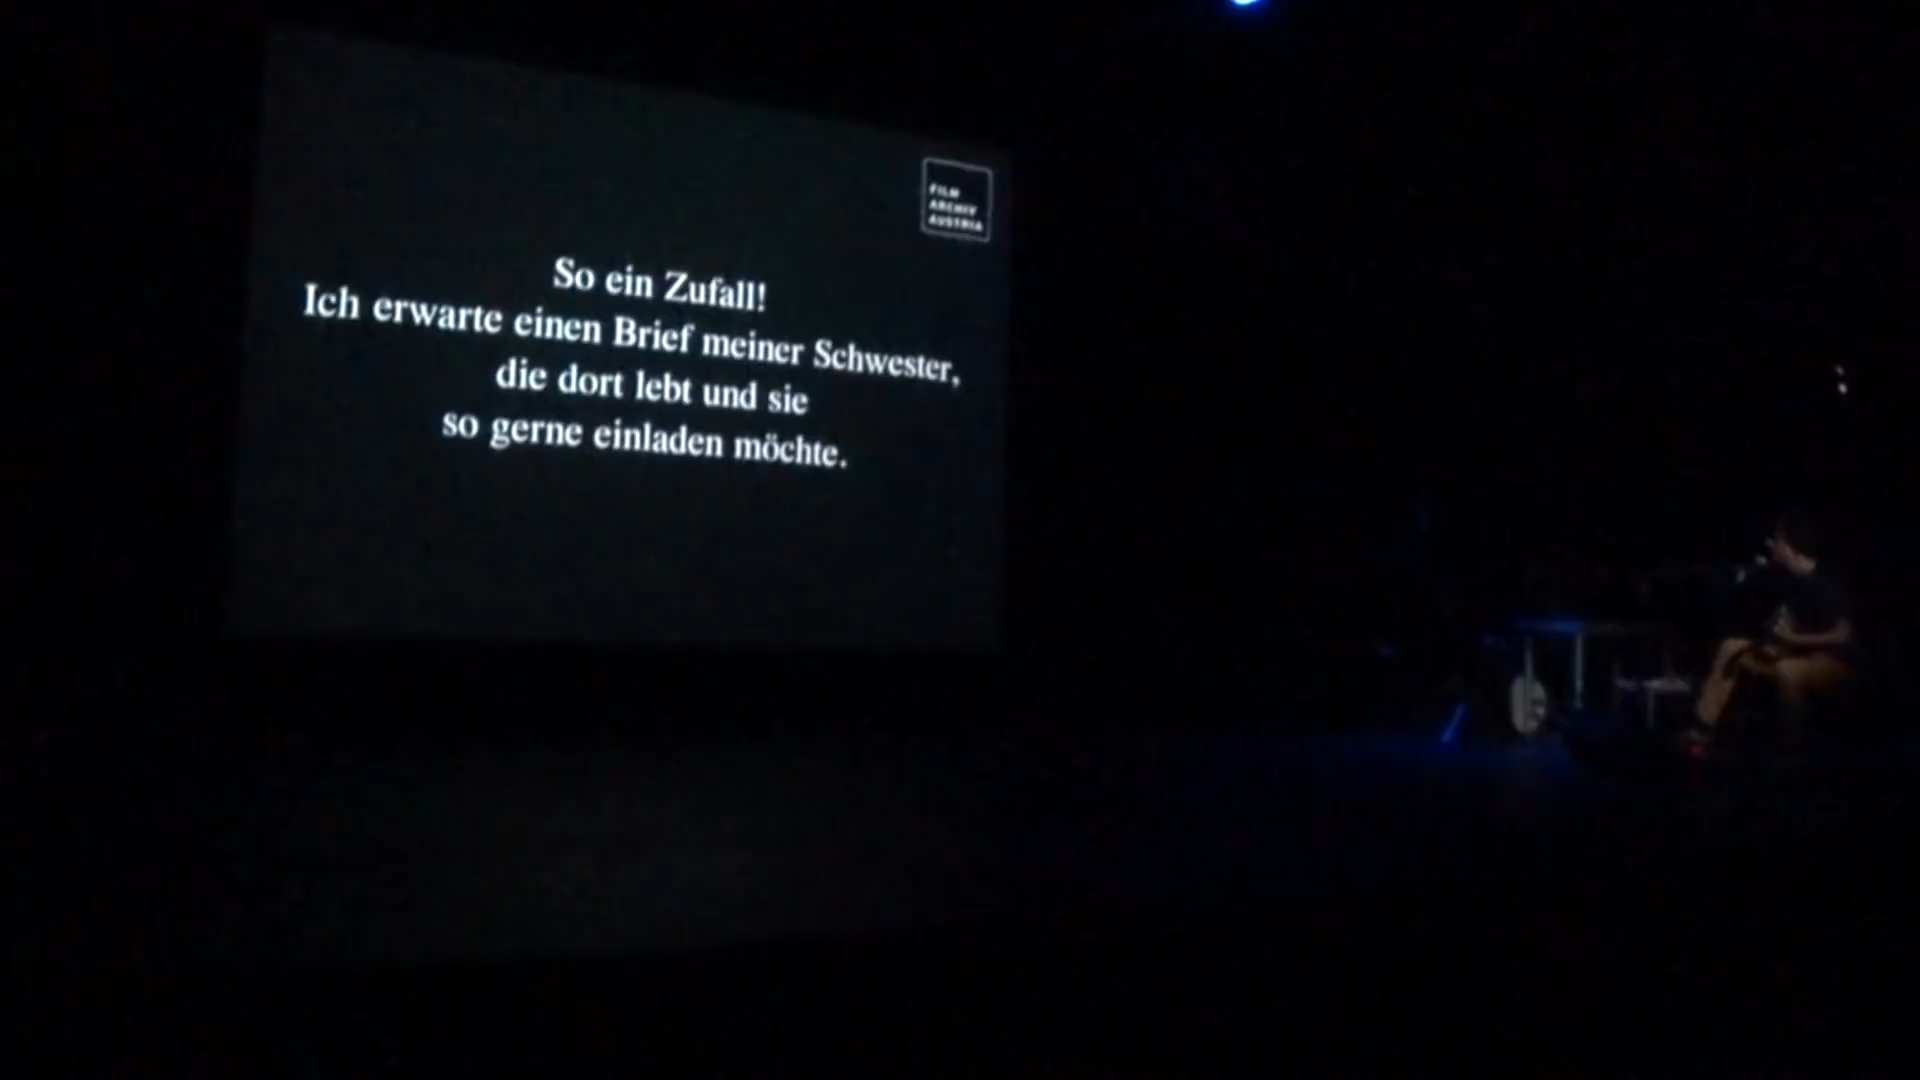 FILM
ARCHIV
AUSTRIA
So ein Zufall!
Ich erwarte einen Brief meiner Schwester,
die dort lebt und sie
so gerne einladen möchte.